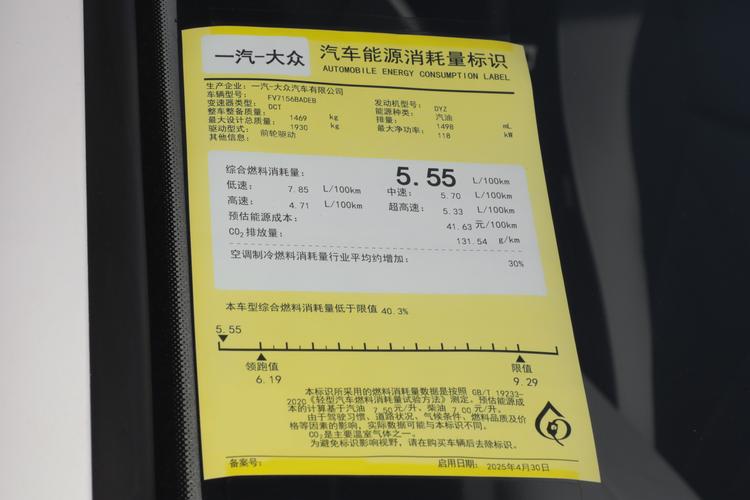 一汽-大众
汽车能源消耗量标识
AUTOMOBILE ENERGY CONSUMPTION LABEL
生产企业: 一汽-大众汽车有限公司
车辆型号: FV7156BADEB 发动机型号: DYZ
变速器类型: DCT 能源种类: 汽油
整车整备质量: 1469 kg 排量: 1498 mL
最大设计总质量: 1930 kg 最大净功率: 118 kW
驱动型式: 前轮驱动
其他信息:
综合燃料消耗量: 5.55 L/100km
低速: 7.85 L/100km 中速: 5.70 L/100km
高速: 4.71 L/100km 超高速: 5.33 L/100km
预估能源成本: 41.63 元/100km
CO2 排放量: 131.54 g/km
空调制冷燃料消耗量行业平均约增加: 30%
本车型综合燃料消耗量低于限值 40.3%
5.55
领跑值 限值
6.19 9.29
本标识所采用的燃料消耗量数据是按照 GB/T 19233-
2020《轻型汽车燃料消耗量试验方法》测定。预估能源成
本的计算基于汽油 7.50元/升、柴油 7.00元/升。
由于驾驶习惯、道路状况、气候条件、燃料品质及价
格等因素的影响，实际数据可能与本标识不同。
CO2是主要温室气体之一。
为避免标识影响视野，请在购买车辆后去除标识。
备案号: 启用日期: 2025年4月30日